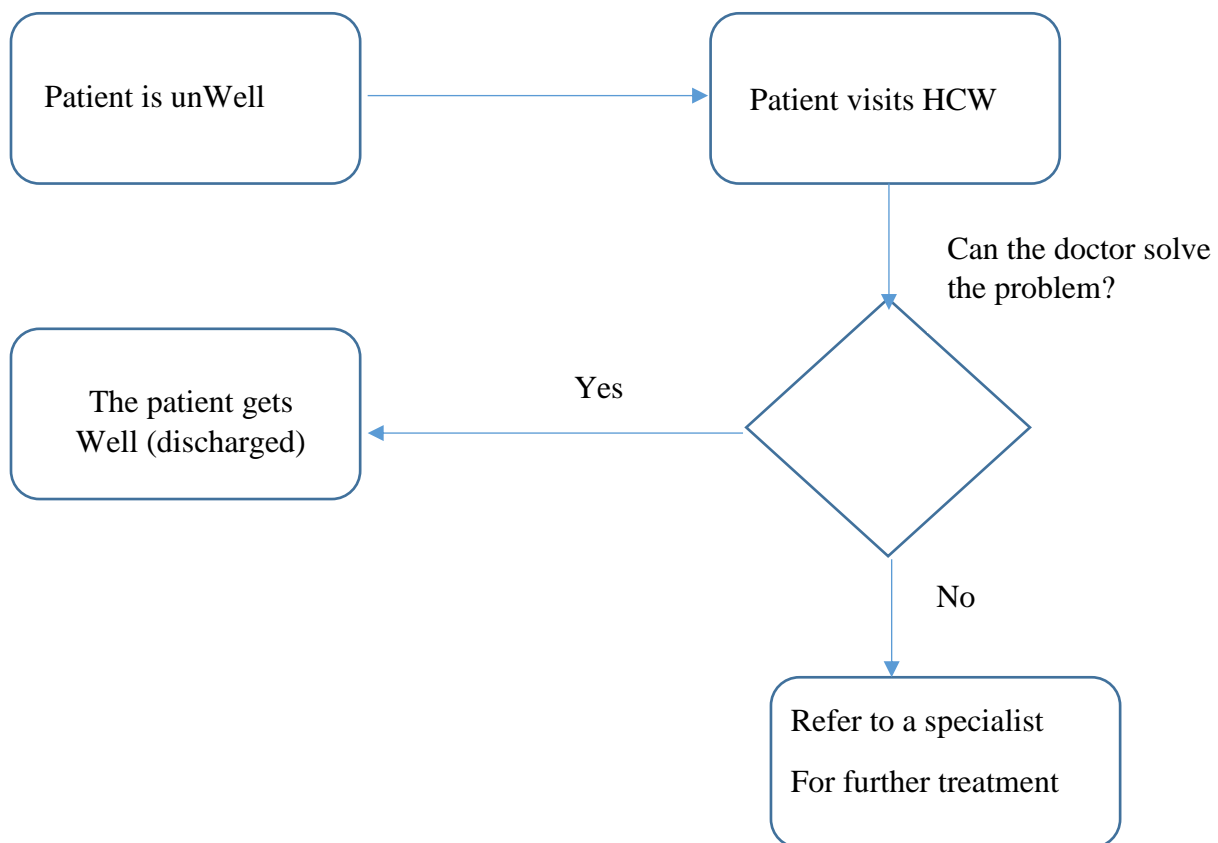 Patient is unWell
Patient visits HCW
Can the doctor solve
the problem?
Yes
The patient gets
Well (discharged)
No
Refer to a specialist
For further treatment